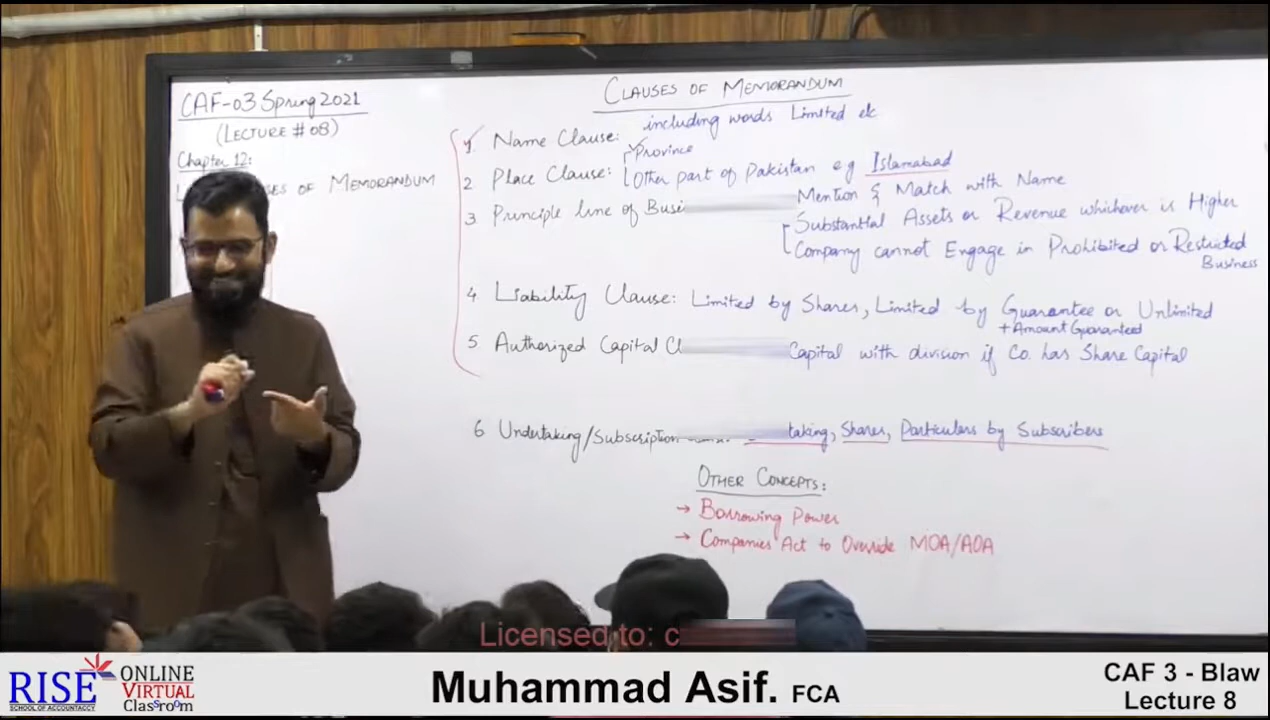 CAF-03 Spring 2021
(LECTURE # 08)
Chapter 12:
SES OF MEMORANDUM
CLAUSES OF MEMORANDUM
1 Name Clause: including words Limited etc
2 Place Clause: Province
Other part of Pakistan eg Islamabad
3 Principle line of Busi
Mention & Match with Name
Substantial Assets or Revenue whichever is Higher
Company cannot Engage in Prohibited or Restricted
Business
4 Liability Clause: Limited by Shares, Limited by Guarantee or Unlimited
+Amount Guaranteed
5 Authorized Capital Cl Capital with division if Co. has Share Capital
6 Undertaking/Subscription taking, Shares, Particulars by Subscribers
OTHER CONCEPTS:
→ Borrowing Power
→ Companies Act to Override MOA/AOA
Licensed to: c
RISE ONLINE
VIRTUAL
Classroom
SCHOOL OF ACCOUNTANCY
Muhammad Asif. FCA
CAF 3 - Blaw
Lecture 8